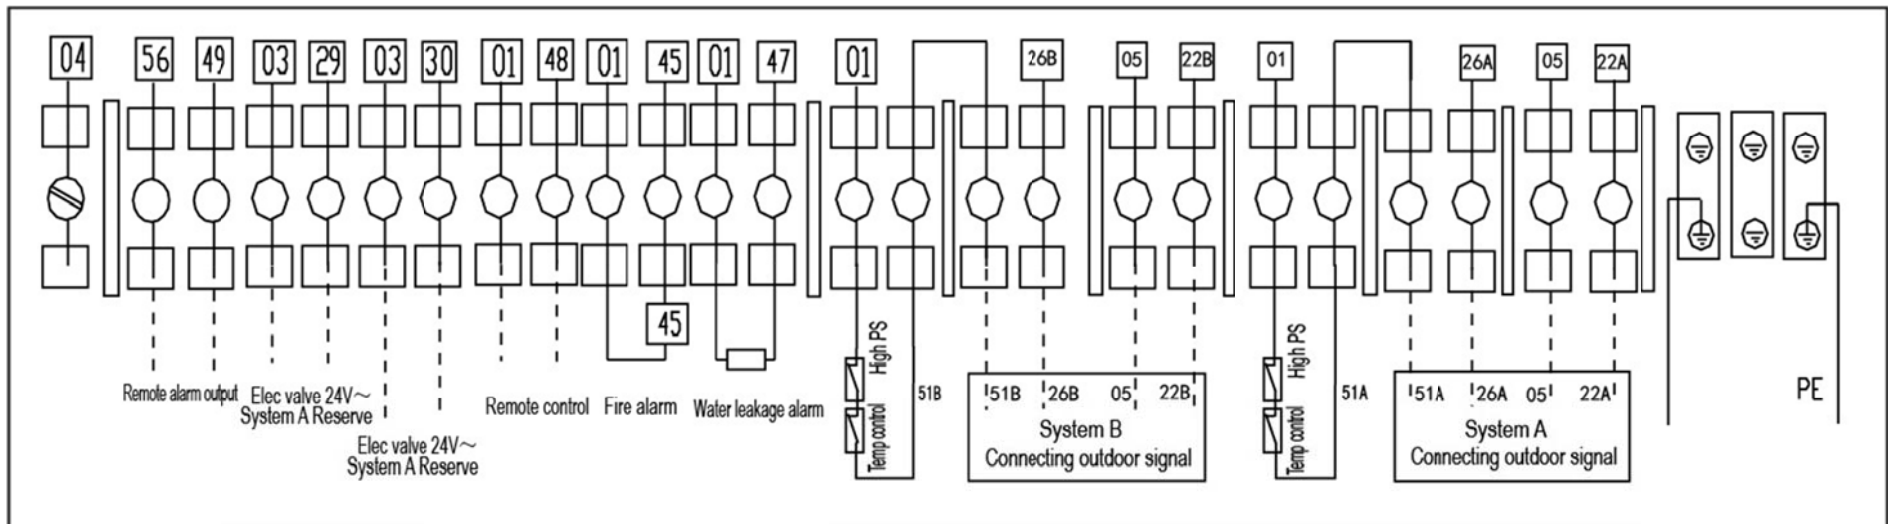 04 56 49 03 29 03 30 01 48 01 45 01 47 01 26B 05 22B 01 26A 05 22A
45
High PS
Temp control
51B
High PS
Temp control
51A
Remote alarm output
Elec valve 24V~
System A Reserve
Elec valve 24V~
System A Reserve
Remote control
Fire alarm
Water leakage alarm
51B 26B 05 22B
System B
Connecting outdoor signal
51A 26A 05 22A
System A
Connecting outdoor signal
PE